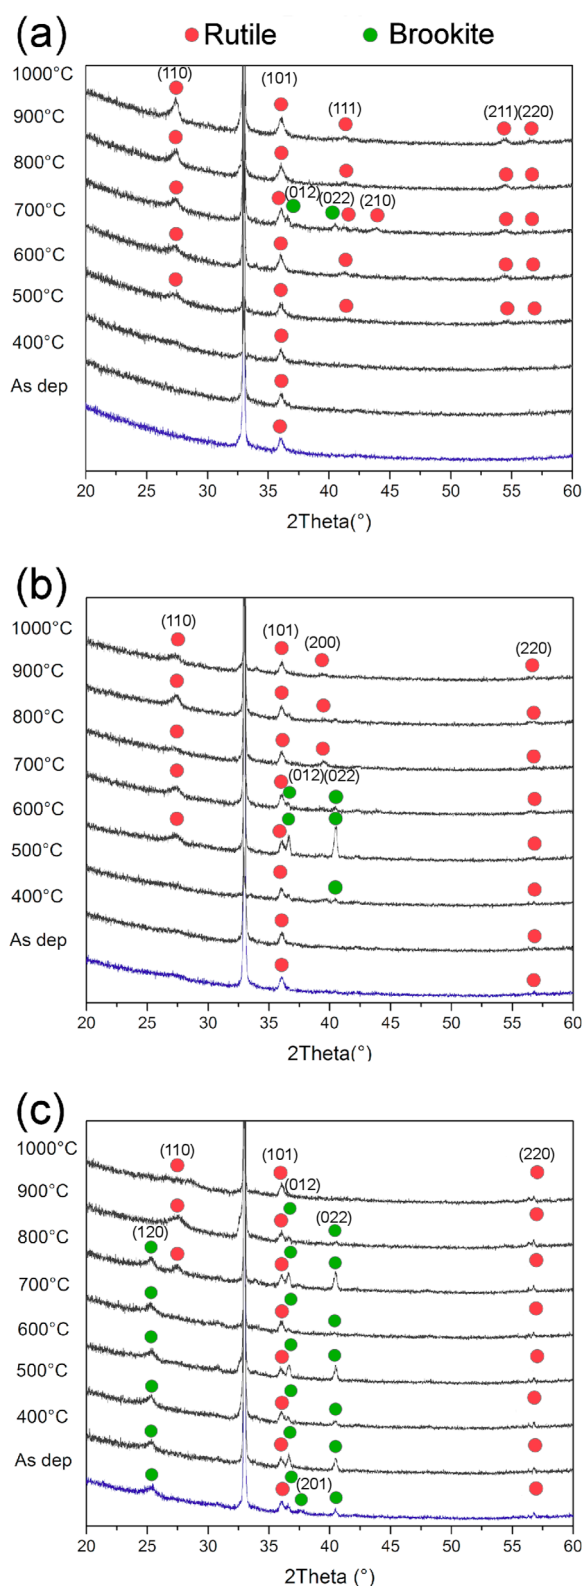 (a)
Rutile Brookite
1000°C (110) (101)
900°C (111) (211) (220)
800°C
700°C (012) (022) (210)
600°C
500°C
400°C
As dep
20 25 30 35 40 45 50 55 60
2Theta(°)
(b)
1000°C (110) (101) (200) (220)
900°C
800°C
700°C (012) (022)
600°C
500°C
400°C
As dep
20 25 30 35 40 45 50 55 60
2Theta(°)
(c)
1000°C (110) (101) (220)
900°C (012)
800°C (120) (022)
700°C
600°C
500°C
400°C
As dep (201)
20 25 30 35 40 45 50 55 60
2Theta (°)